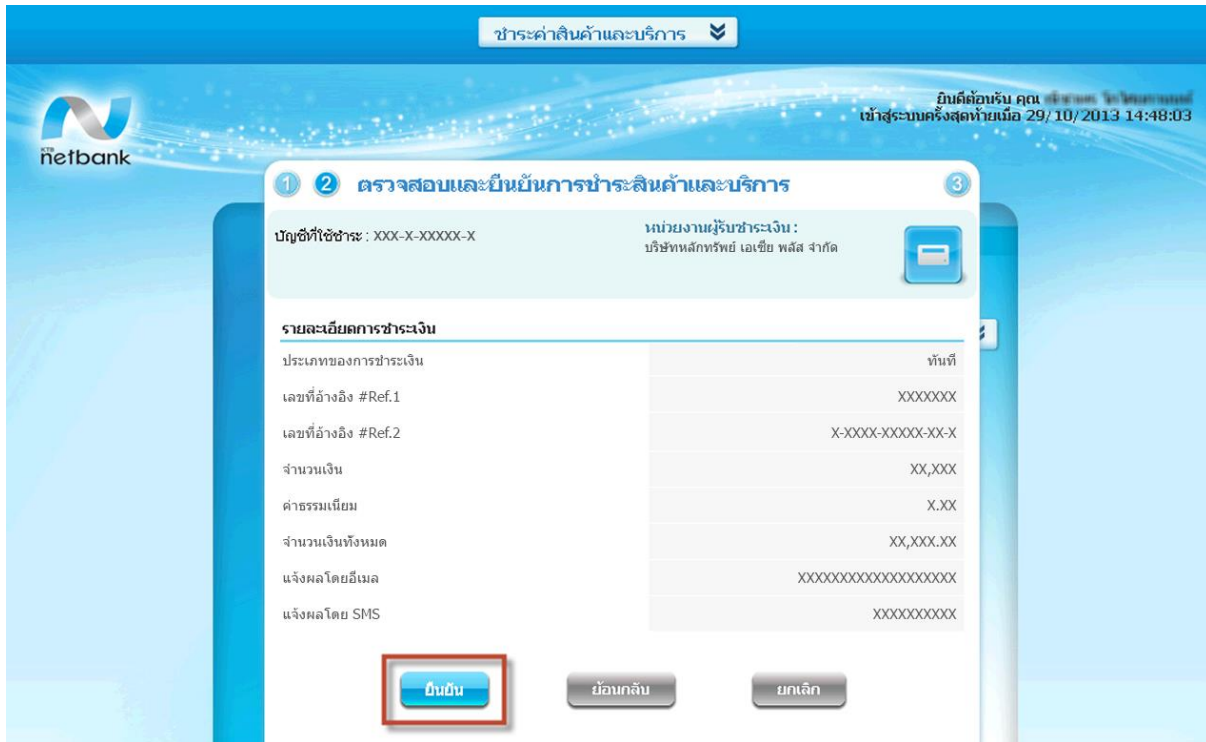 ชำระค่าสินค้าและบริการ
ยินดีต้อนรับ คุณ
เข้าสู่ระบบครั้งสุดท้ายเมื่อ 29/10/2013 14:48:03
KTB
netbank
1 2 ตรวจสอบและยืนยันการชำระสินค้าและบริการ 3
บัญชีที่ใช้ชำระ : XXX-X-XXXXX-X
หน่วยงานผู้รับชำระเงิน :
บริษัทหลักทรัพย์ เอเซีย พลัส จำกัด
รายละเอียดการชำระเงิน
ประเภทของการชำระเงิน ทันที
เลขที่อ้างอิง #Ref.1 XXXXXXX
เลขที่อ้างอิง #Ref.2 X-XXXX-XXXXX-XX-X
จำนวนเงิน XX,XXX
ค่าธรรมเนียม X.XX
จำนวนเงินทั้งหมด XX,XXX.XX
แจ้งผลโดยอีเมล XXXXXXXXXXXXXXXXXXX
แจ้งผลโดย SMS XXXXXXXXXX
ยืนยัน ย้อนกลับ ยกเลิก